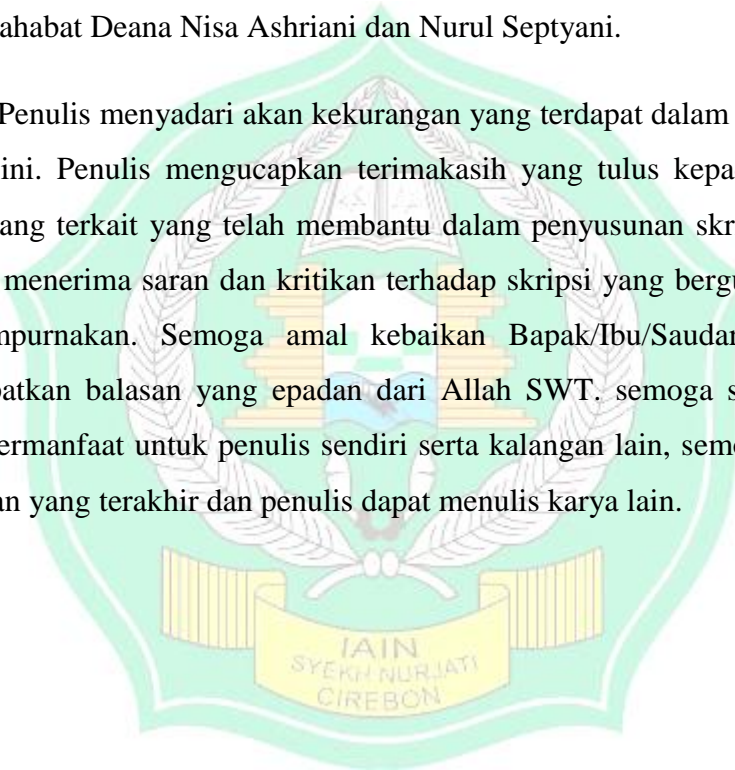 ahabat Deana Nisa Ashriani dan Nurul Septyani.
Penulis menyadari akan kekurangan yang terdapat dalam
ini. Penulis mengucapkan terimakasih yang tulus kepa
ang terkait yang telah membantu dalam penyusunan skr
menerima saran dan kritikan terhadap skripsi yang bergu
mpurnakan. Semoga amal kebaikan Bapak/Ibu/Saudar
patkan balasan yang epadan dari Allah SWT. semoga s
ermanfaat untuk penulis sendiri serta kalangan lain, semo
an yang terakhir dan penulis dapat menulis karya lain.
IAIN
SYEKH NURJATI
CIREBON